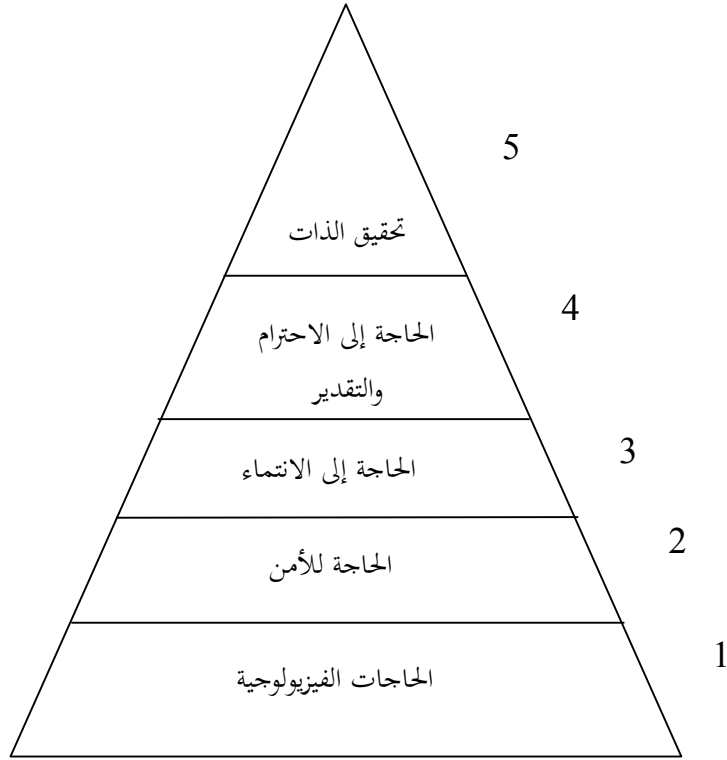 5
تحقيق الذات
4
الحاجة إلى الاحترام
والتقدير
3
الحاجة إلى الانتماء
2
الحاجة للأمن
1
الحاجات الفيزيولوجية